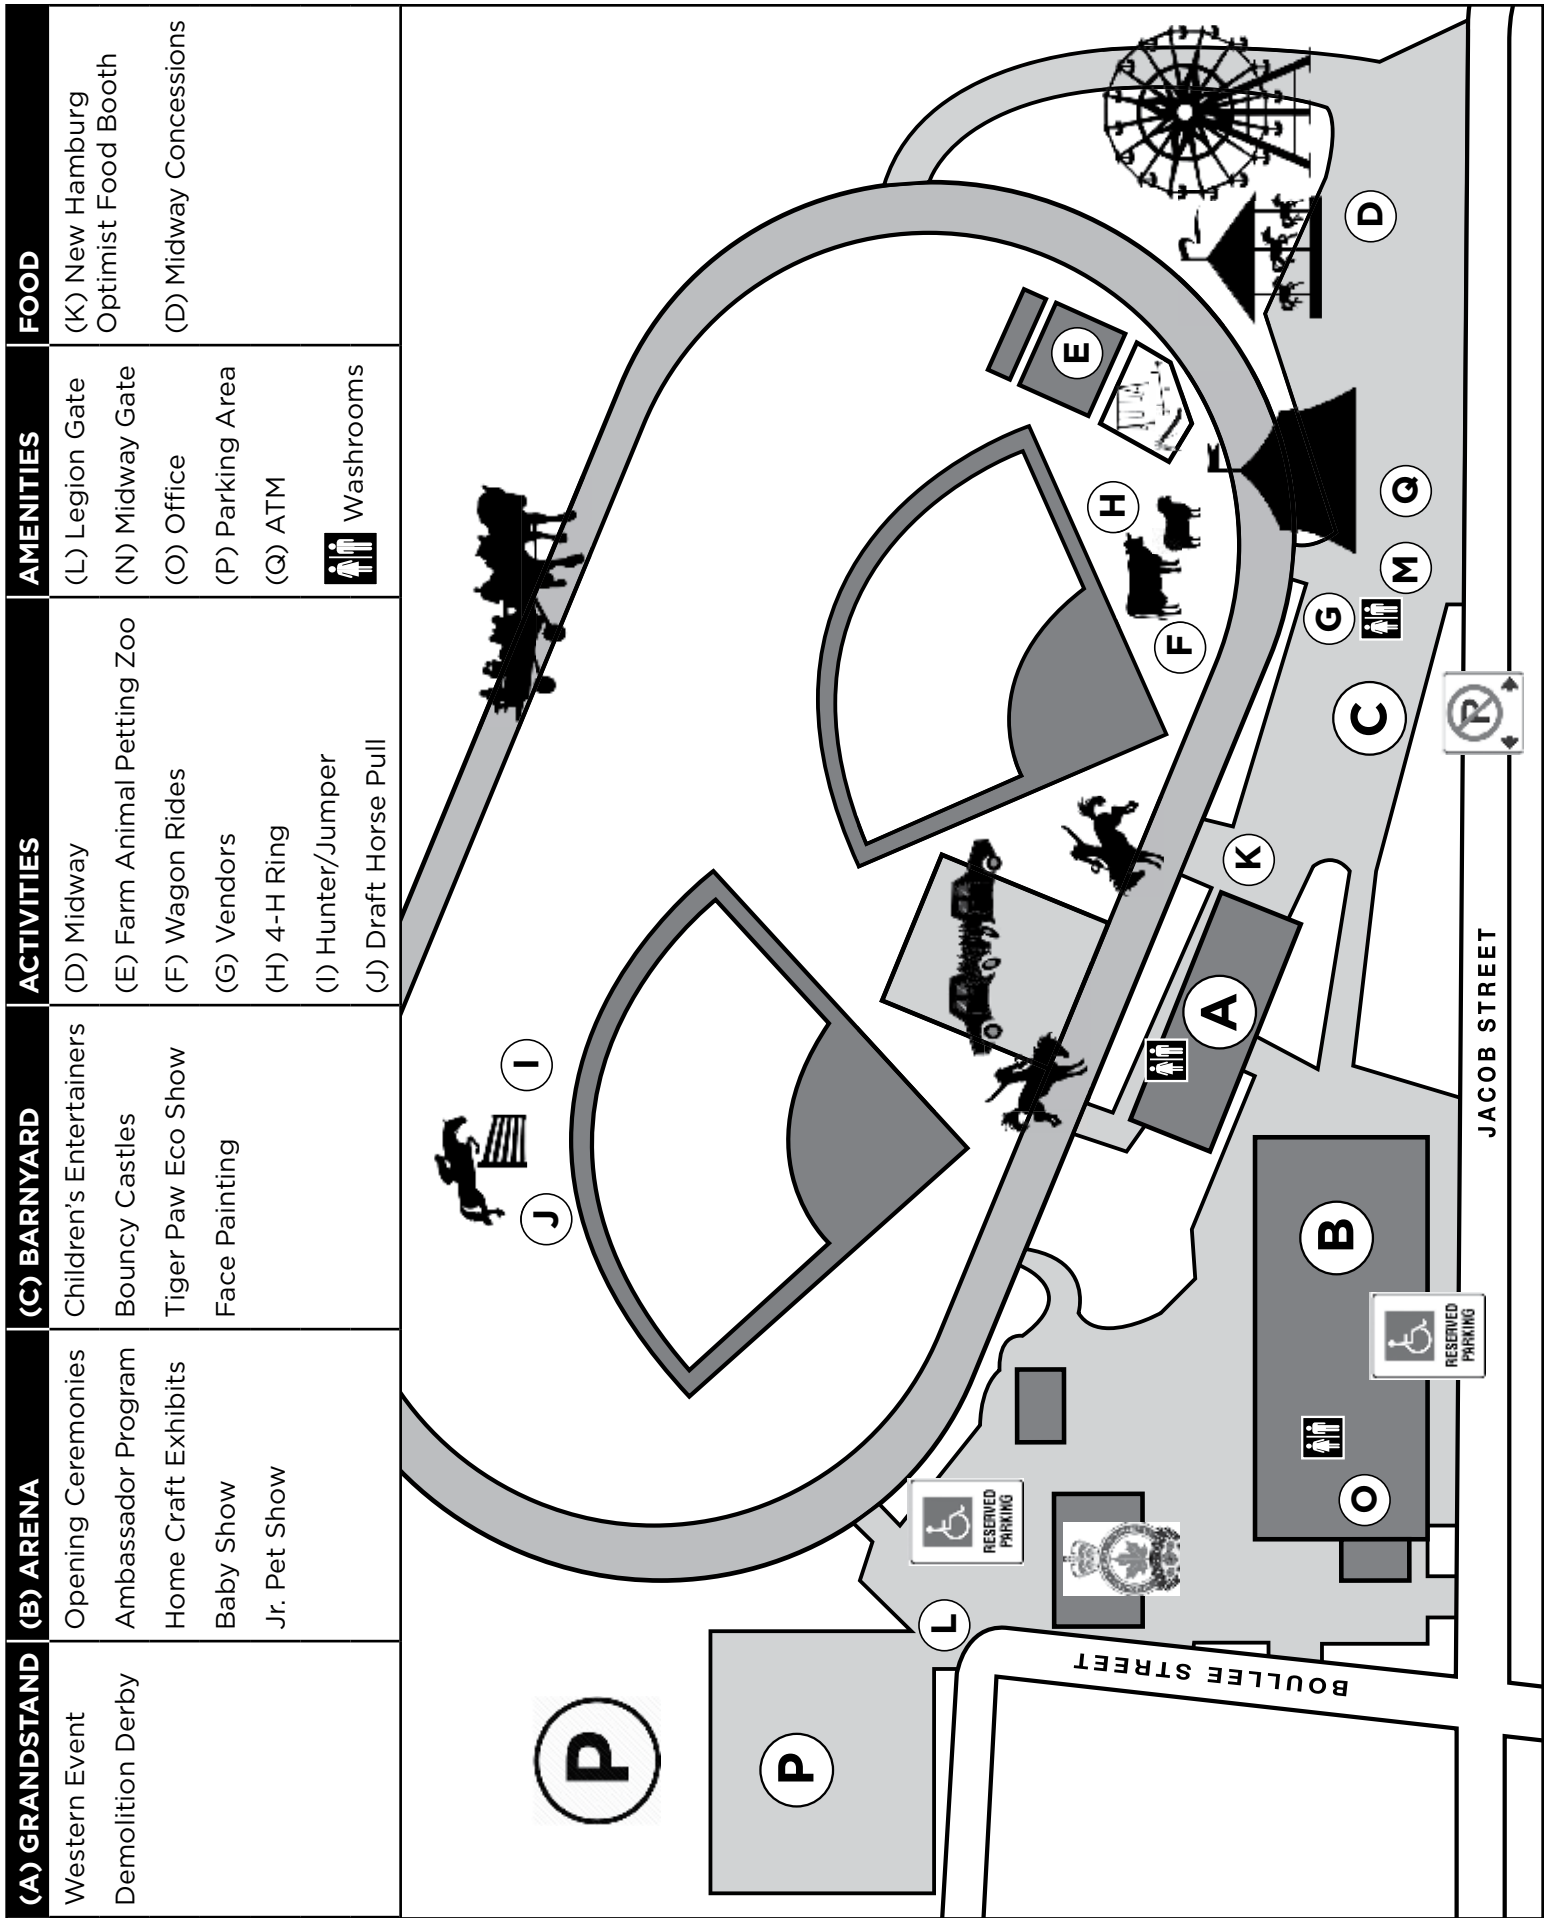 (A) GRANDSTAND
Western Event
Demolition Derby
(B) ARENA
Opening Ceremonies
Ambassador Program
Home Craft Exhibits
Baby Show
Jr. Pet Show
(C) BARNYARD
Children's Entertainers
Bouncy Castles
Tiger Paw Eco Show
Face Painting
ACTIVITIES
(D) Midway
(E) Farm Animal Petting Zoo
(F) Wagon Rides
(G) Vendors
(H) 4-H Ring
(I) Hunter/Jumper
(J) Draft Horse Pull
AMENITIES
(L) Legion Gate
(N) Midway Gate
(O) Office
(P) Parking Area
(Q) ATM
Washrooms
FOOD
(K) New Hamburg
Optimist Food Booth
(D) Midway Concessions
P
P
J
I
L
RESERVED
PARKING
E
H
F
A
K
G
C
M
Q
D
B
O
RESERVED
PARKING
P
BOULLEE STREET
JACOB STREET